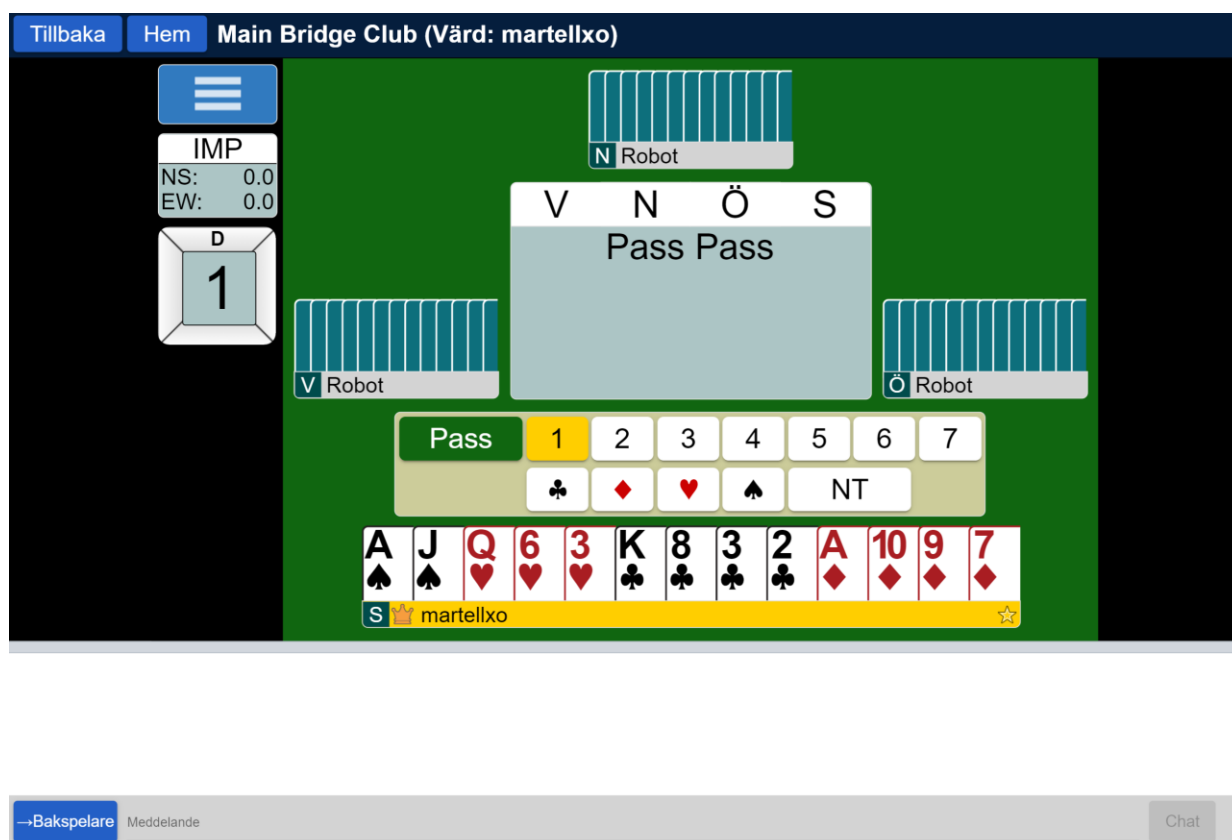 Tillbaka Hem Main Bridge Club (Värd: martellxo)
IMP
NS: 0.0
EW: 0.0
D
1
N Robot
V N Ö S
Pass Pass
V Robot
Ö Robot
Pass 1 2 3 4 5 6 7
♣ ♦ ♥ ♠ NT
A J Q 6 3 K 8 3 2 A 10 9 7
♠ ♠ ♥ ♥ ♥ ♣ ♣ ♣ ♣ ♦ ♦ ♦ ♦
S martellxo
→Bakspelare Meddelande Chat